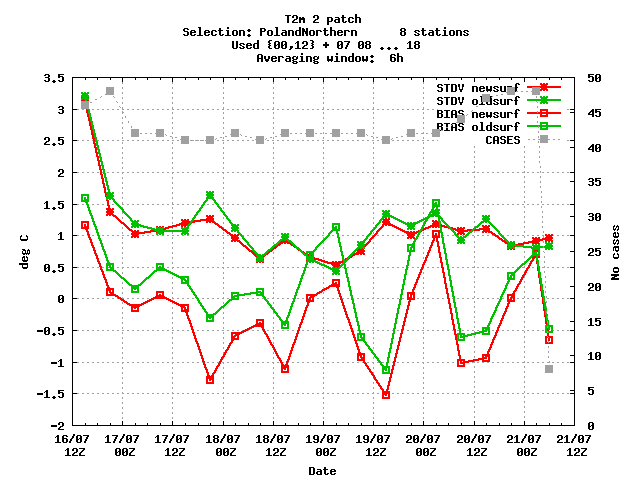 T2m 2 patch
Selection: PolandNorthern 8 stations
Used {00,12} + 07 08 ... 18
Averaging window: 6h
STDV newsurf
STDV oldsurf
BIAS newsurf
BIAS oldsurf
CASES
deg C
3.5
3
2.5
2
1.5
1
0.5
0
-0.5
-1
-1.5
-2
No cases
50
45
40
35
30
25
20
15
10
5
0
16/07 17/07 17/07 18/07 18/07 19/07 19/07 20/07 20/07 21/07 21/07
12Z 00Z 12Z 00Z 12Z 00Z 12Z 00Z 12Z 00Z 12Z
Date